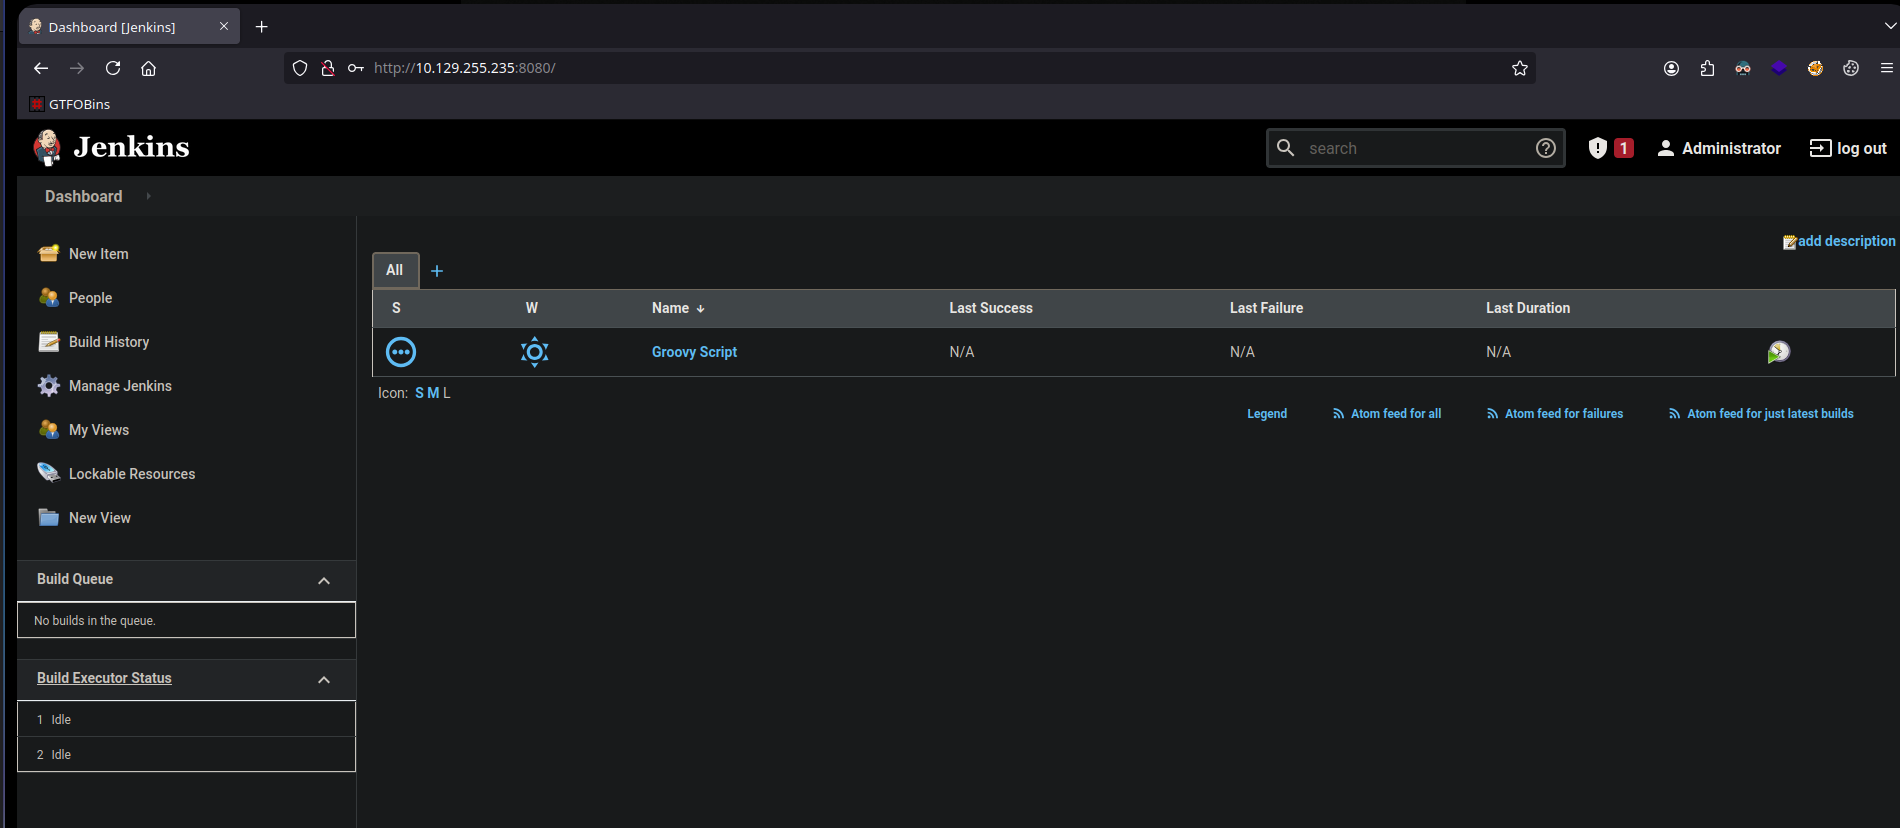 Dashboard [Jenkins]
http://10.129.255.235:8080/
GTFOBins
Jenkins
search
1
Administrator
log out
Dashboard
New Item
People
Build History
Manage Jenkins
My Views
Lockable Resources
New View
Build Queue
No builds in the queue.
Build Executor Status
1 Idle
2 Idle
add description
All
S W Name ↓ Last Success Last Failure Last Duration
Groovy Script N/A N/A N/A
Icon: S M L
Legend Atom feed for all Atom feed for failures Atom feed for just latest builds